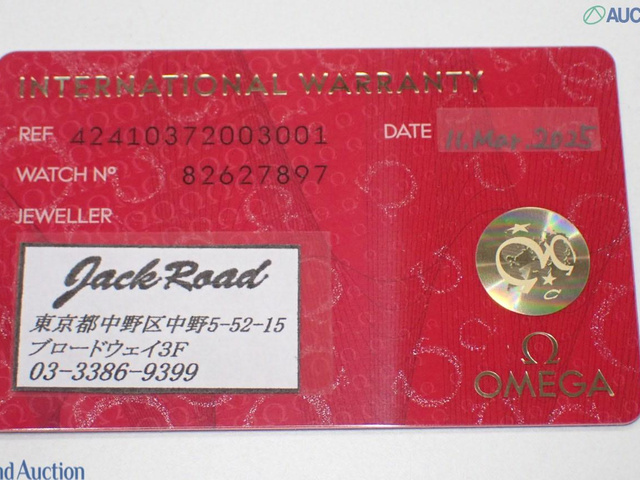 AUC
INTERNATIONAL WARRANTY
REF 42410372003001
DATE 11. Mar. 2025
WATCH Nº 82627897
JEWELLER
Jack Road
東京都中野区中野5-52-15
ブロードウェイ3F
03-3386-9399
Ω
OMEGA
nd Auction